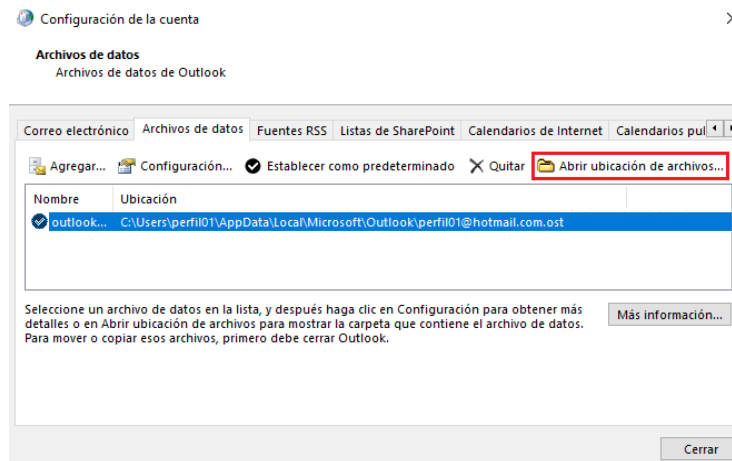 Configuración de la cuenta
Archivos de datos
Archivos de datos de Outlook
Correo electrónico Archivos de datos Fuentes RSS Listas de SharePoint Calendarios de Internet Calendarios pul
Agregar... Configuración... Establecer como predeterminado Quitar Abrir ubicación de archivos...
Nombre Ubicación
outlook... C:\Users\perfil01\AppData\Local\Microsoft\Outlook\perfil01@hotmail.com.ost
Seleccione un archivo de datos en la lista, y después haga clic en Configuración para obtener más
detalles o en Abrir ubicación de archivos para mostrar la carpeta que contiene el archivo de datos.
Para mover o copiar esos archivos, primero debe cerrar Outlook.
Más información...
Cerrar